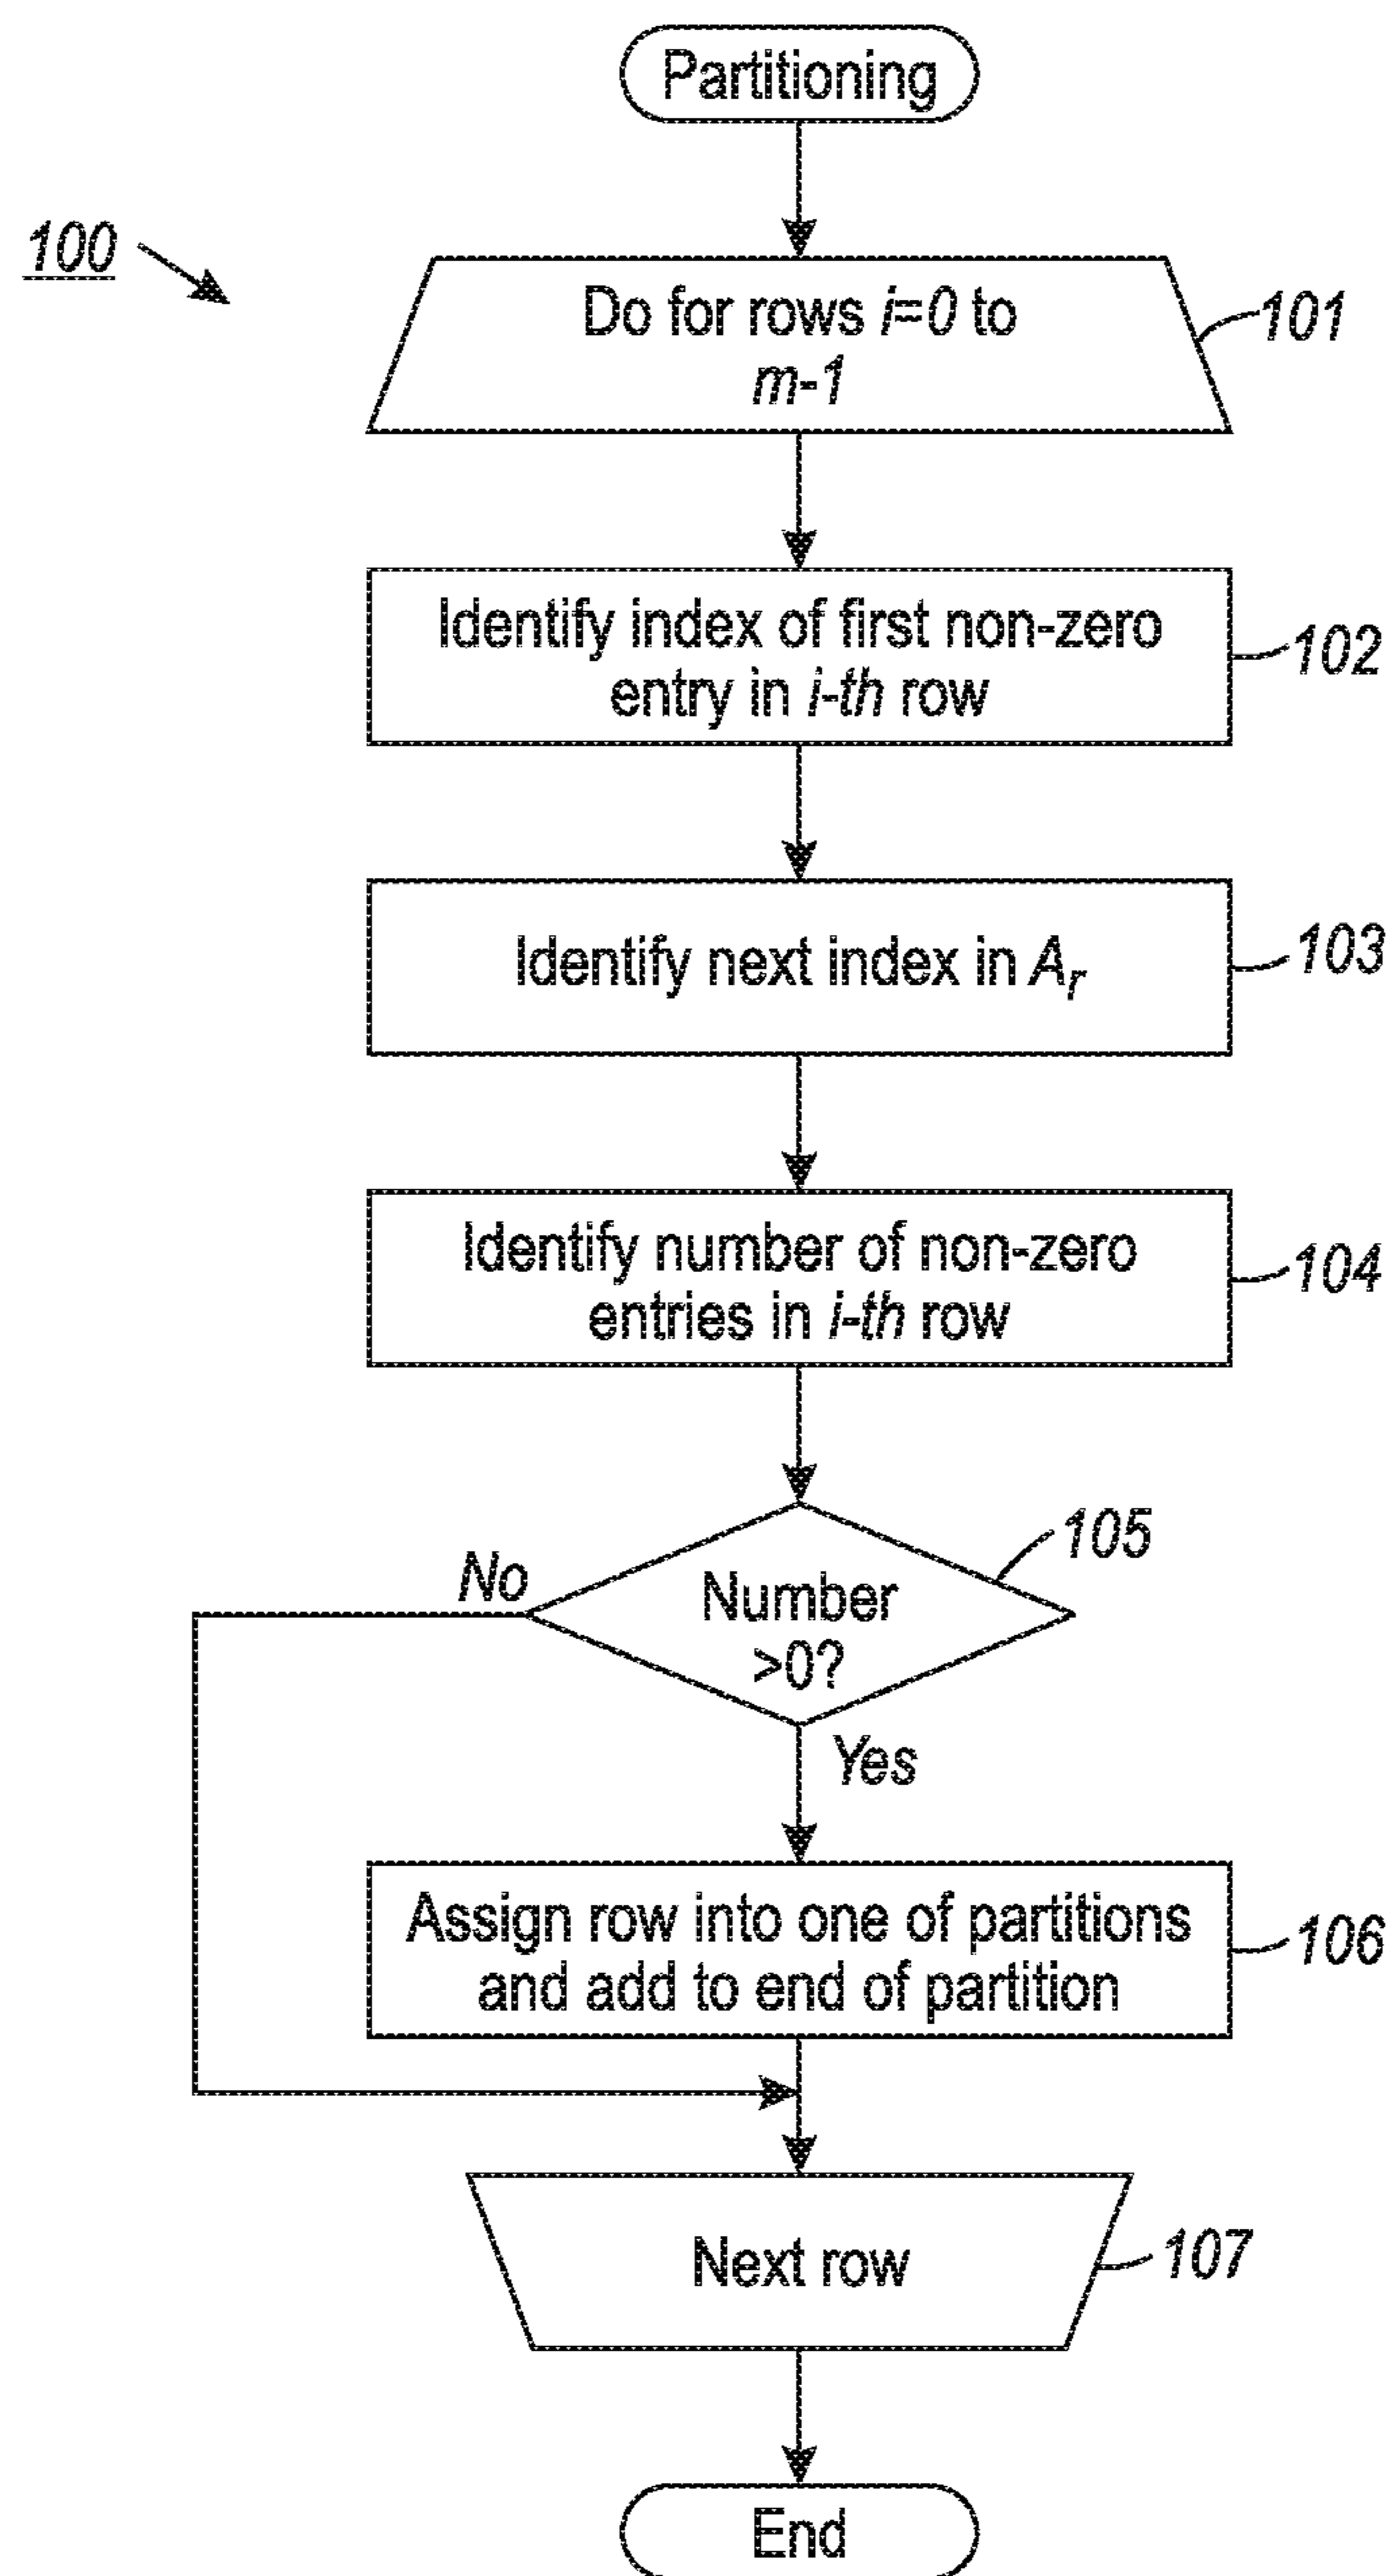 Partitioning
100
Do for rows i=0 to
m-1
101
Identify index of first non-zero
entry in i-th row
102
Identify next index in Ar
103
Identify number of non-zero
entries in i-th row
104
105
No
Number
>0?
Yes
Assign row into one of partitions
and add to end of partition
106
Next row
107
End